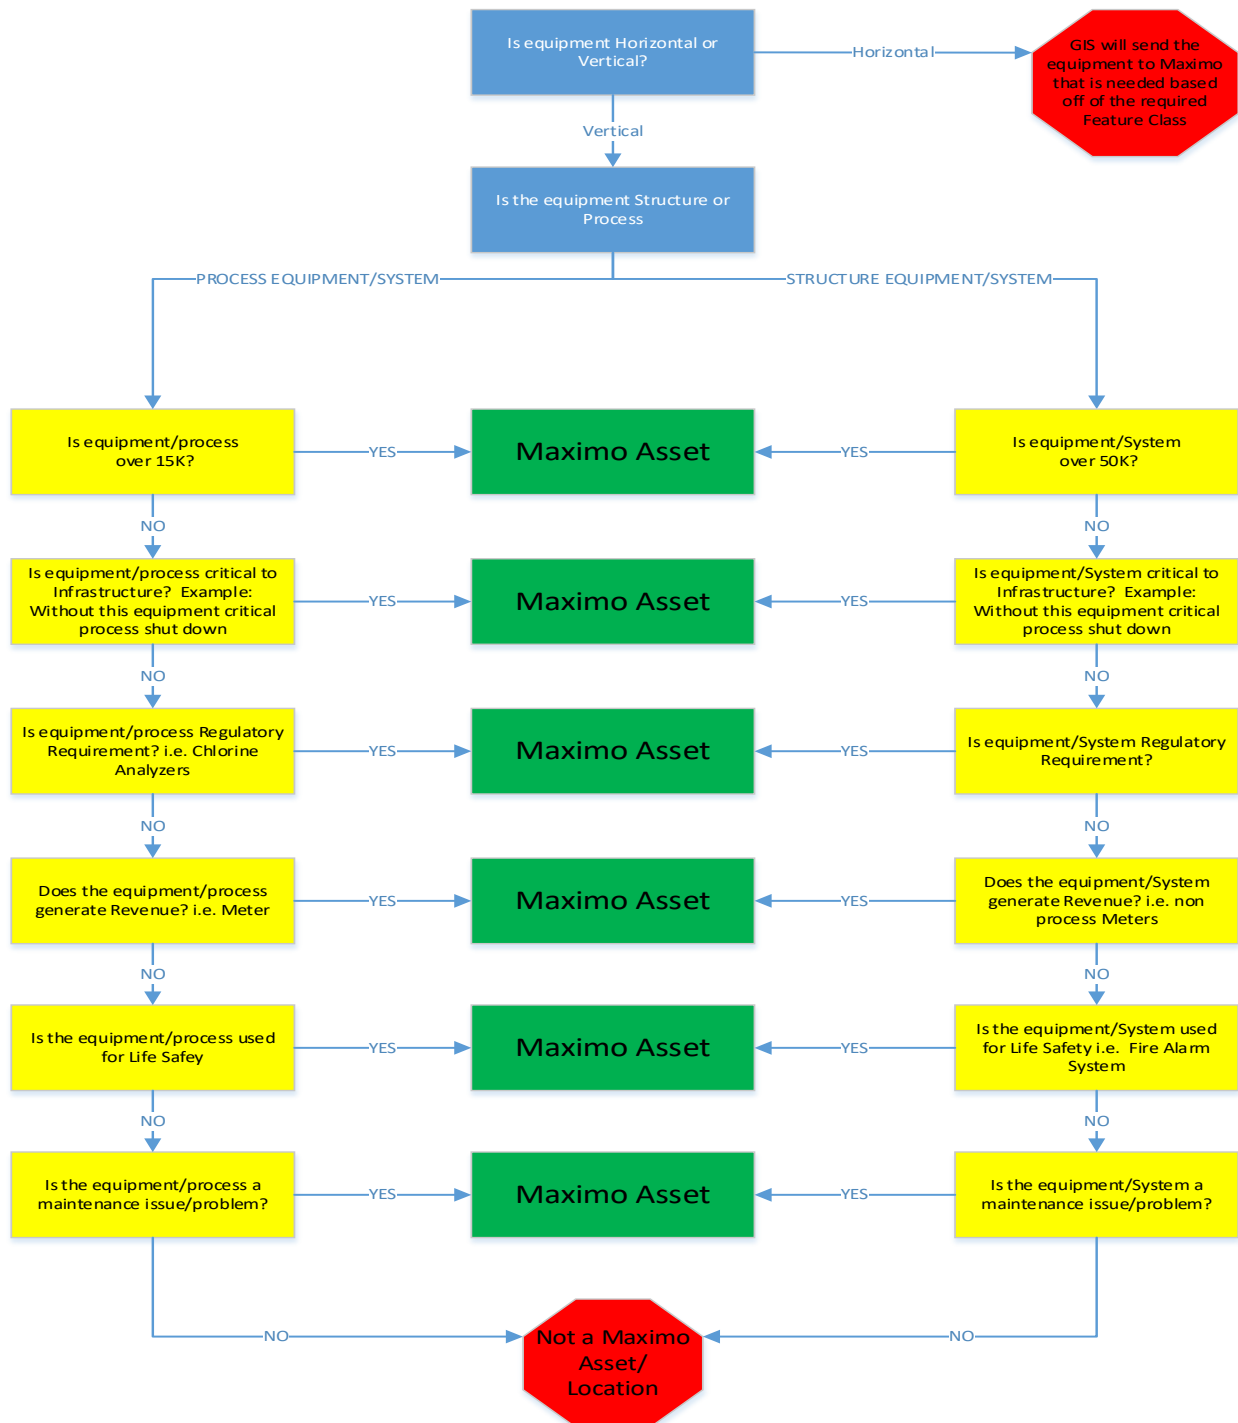 Is equipment Horizontal or
Vertical?
Horizontal
GIS will send the
equipment to Maximo
that is needed based
off of the required
Feature Class
Vertical
Is the equipment Structure or
Process
PROCESS EQUIPMENT/SYSTEM
STRUCTURE EQUIPMENT/SYSTEM
Is equipment/process
over 15K?
YES
Maximo Asset
YES
Is equipment/System
over 50K?
NO
NO
Is equipment/process critical to
Infrastructure? Example:
Without this equipment critical
process shut down
YES
Maximo Asset
YES
Is equipment/System critical to
Infrastructure? Example:
Without this equipment critical
process shut down
NO
NO
Is equipment/process Regulatory
Requirement? i.e. Chlorine
Analyzers
YES
Maximo Asset
YES
Is equipment/System Regulatory
Requirement?
NO
NO
Does the equipment/process
generate Revenue? i.e. Meter
YES
Maximo Asset
YES
Does the equipment/System
generate Revenue? i.e. non
process Meters
NO
NO
Is the equipment/process used
for Life Safey
YES
Maximo Asset
YES
Is the equipment/System used
for Life Safety i.e. Fire Alarm
System
NO
NO
Is the equipment/process a
maintenance issue/problem?
YES
Maximo Asset
YES
Is the equipment/System a
maintenance issue/problem?
NO
Not a Maximo
Asset/
Location
NO